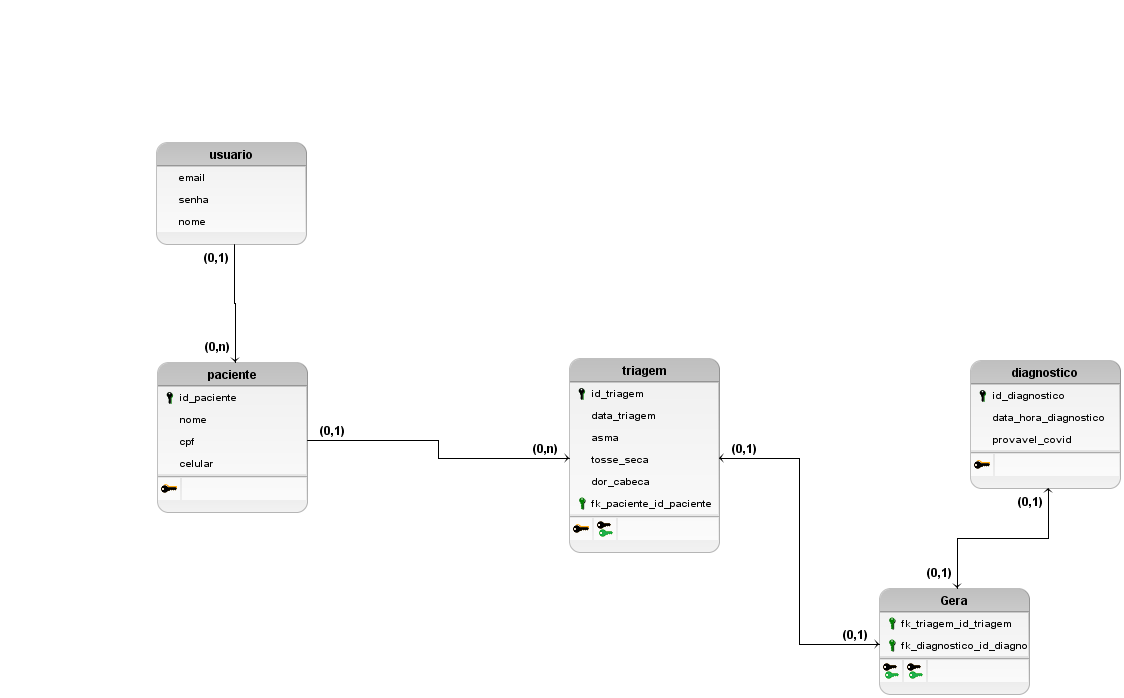 usuario
email
senha
nome
(0,1)
(0,n)
paciente
id_paciente
nome
cpf
celular
(0,1)
(0,n)
triagem
id_triagem
data_triagem
asma
tosse_seca
dor_cabeca
fk_paciente_id_paciente
(0,1)
(0,1)
diagnostico
id_diagnostico
data_hora_diagnostico
provavel_covid
(0,1)
(0,1)
Gera
fk_triagem_id_triagem
fk_diagnostico_id_diagno